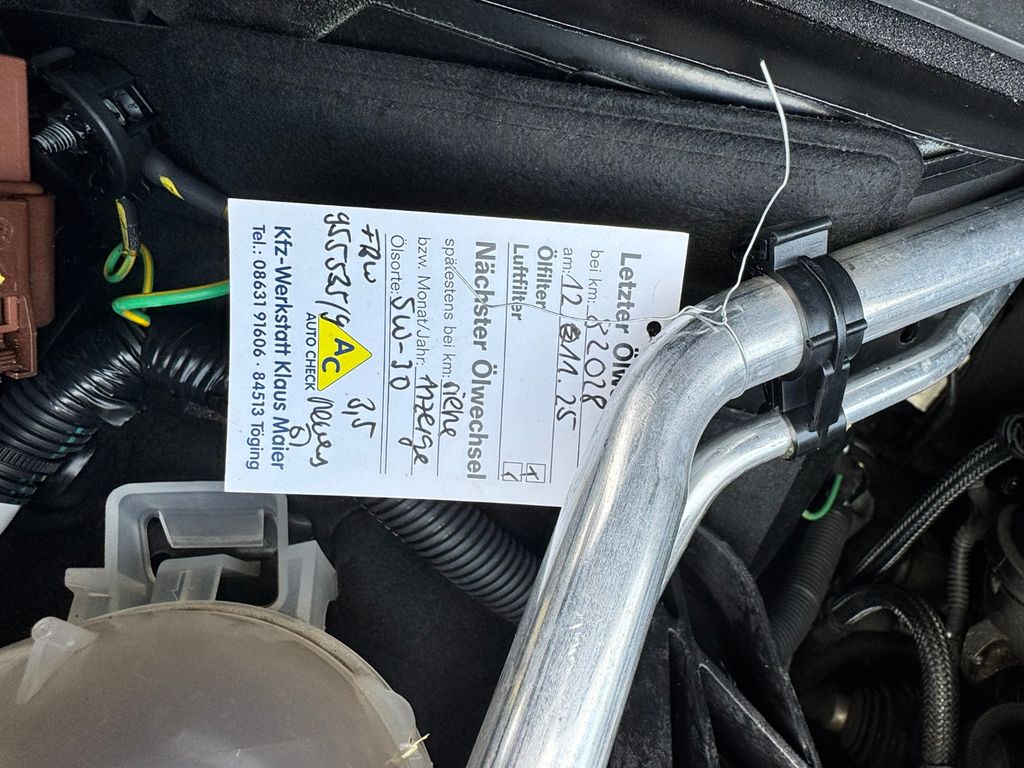 Letzter Ölw
bei km: 82028
am: 12.11.25
Ölfilter
Luftfilter
Nächster Ölwechsel
spätestens bei km: siehe
bzw. Monat/Jahr: Anzeige
Ölsorte: 5W-30
3,5
AC
AUTO CHECK
Kfz-Werkstatt Klaus Maier
Tel.: 08631 91606 · 84513 Töging